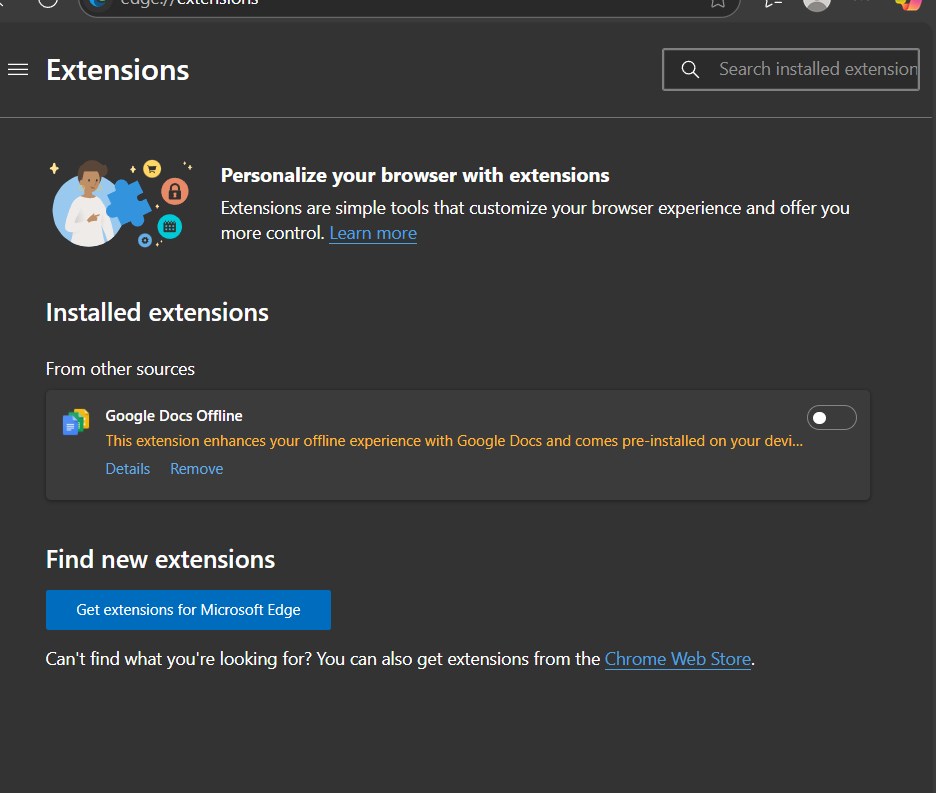 edge://extensions
Extensions
Search installed extension
Personalize your browser with extensions
Extensions are simple tools that customize your browser experience and offer you
more control. Learn more
Installed extensions
From other sources
Google Docs Offline
This extension enhances your offline experience with Google Docs and comes pre-installed on your devi...
Details Remove
Find new extensions
Get extensions for Microsoft Edge
Can't find what you're looking for? You can also get extensions from the Chrome Web Store.